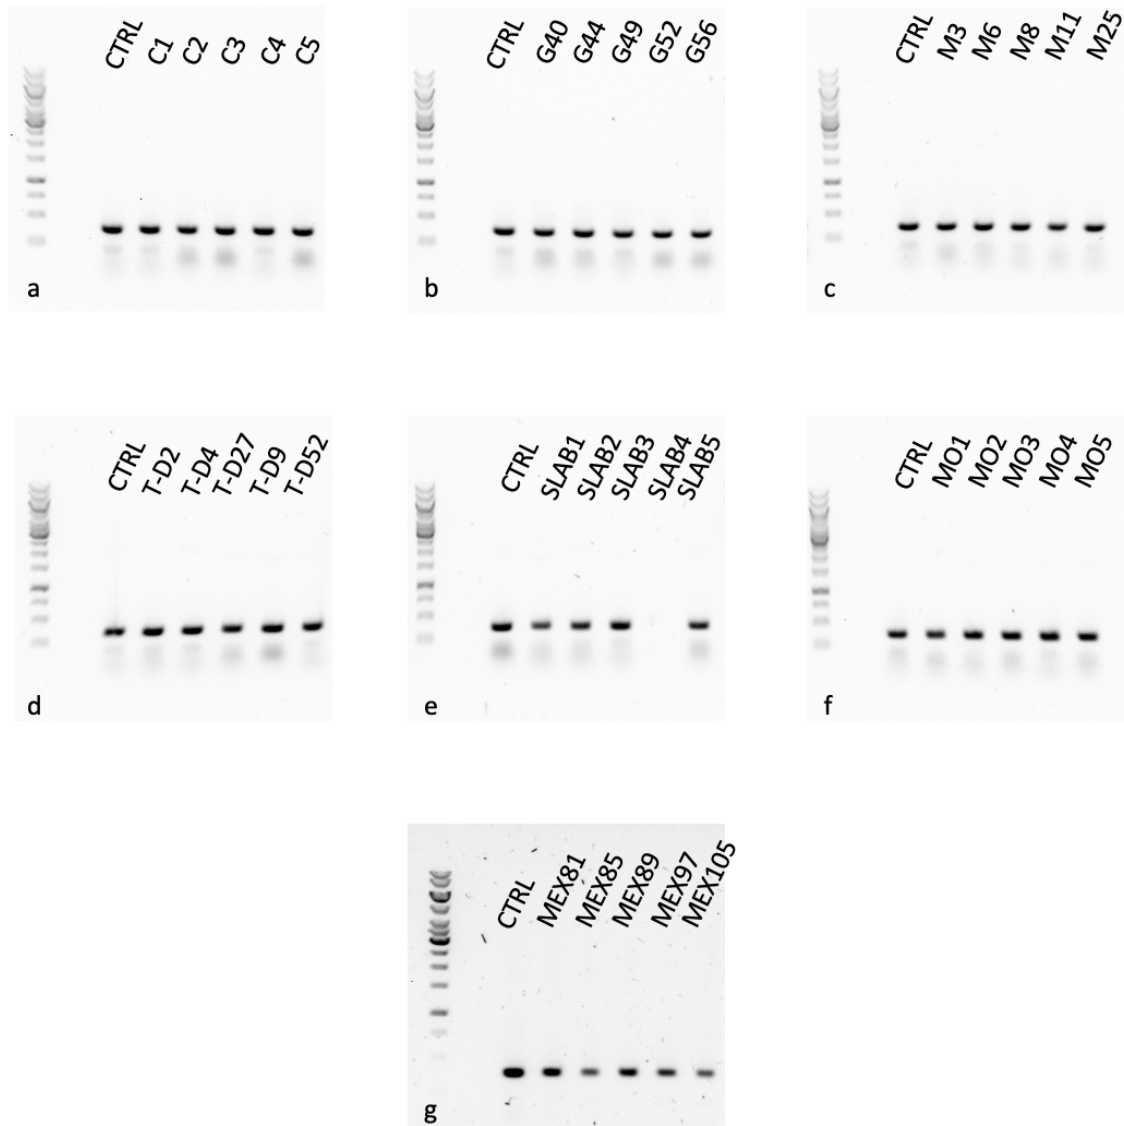 CTRL C1 C2 C3 C4 C5
a
CTRL G40 G44 G49 G52 G56
b
CTRL M3 M6 M8 M11 M25
c
CTRL T-D2 T-D4 T-D27 T-D9 T-D52
d
CTRL SLAB1 SLAB2 SLAB3 SLAB4 SLAB5
e
CTRL MO1 MO2 MO3 MO4 MO5
f
CTRL MEX81 MEX85 MEX89 MEX97 MEX105
g